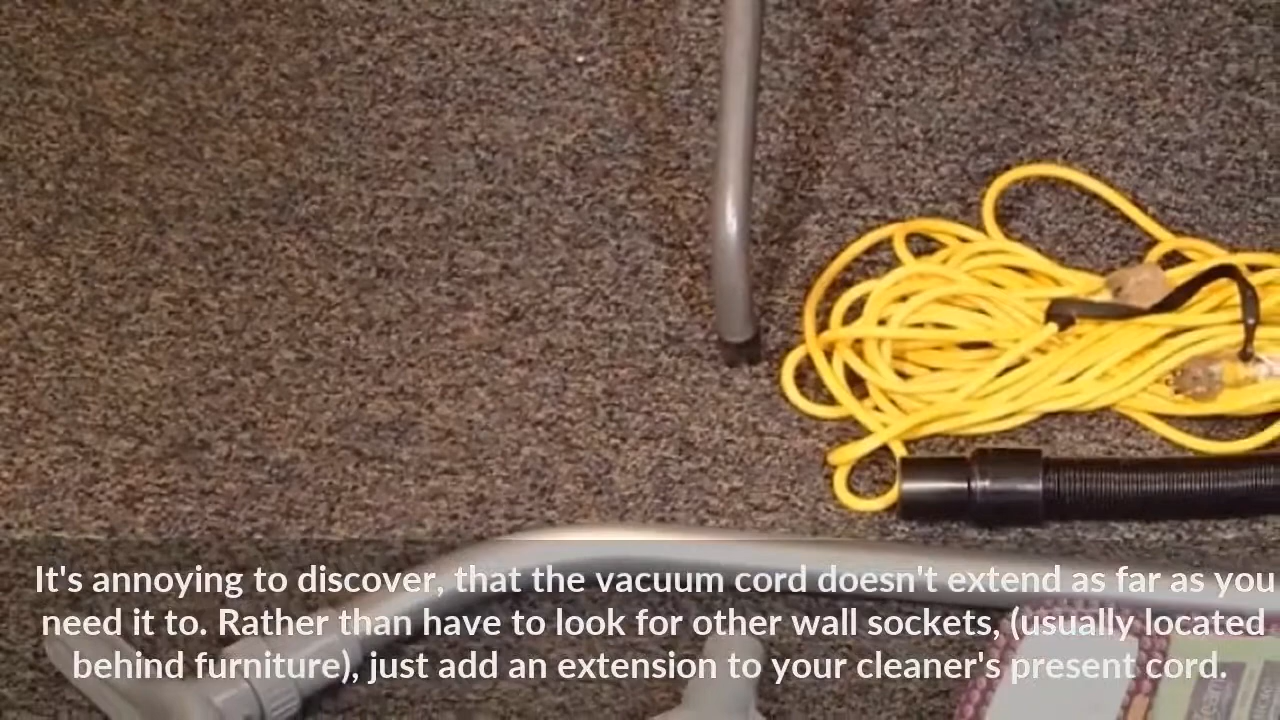 It's annoying to discover, that the vacuum cord doesn't extend as far as you
need it to. Rather than have to look for other wall sockets, (usually located
behind furniture), just add an extension to your cleaner's present cord.